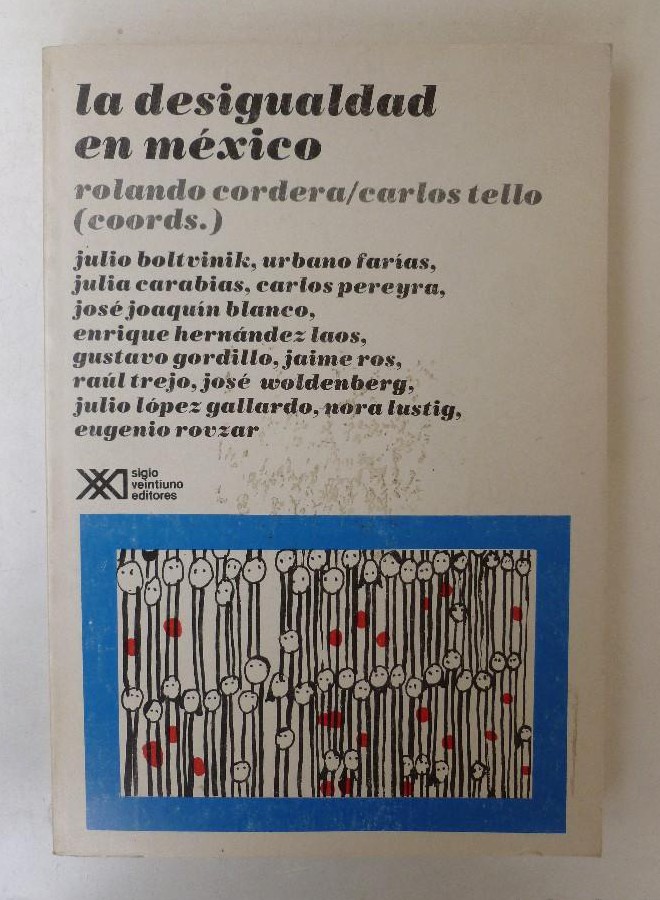 la desigualdad
en méxico
rolando cordera/carlos tello
(coords.)
julio boltvinik, urbano farías,
julia carabias, carlos pereyra,
josé joaquín blanco,
enrique hernández laos,
gustavo gordillo, jaime ros,
raúl trejo, josé woldenberg,
julio lópez gallardo, nora lustig,
eugenio rovzar
siglo
veintiuno
editores